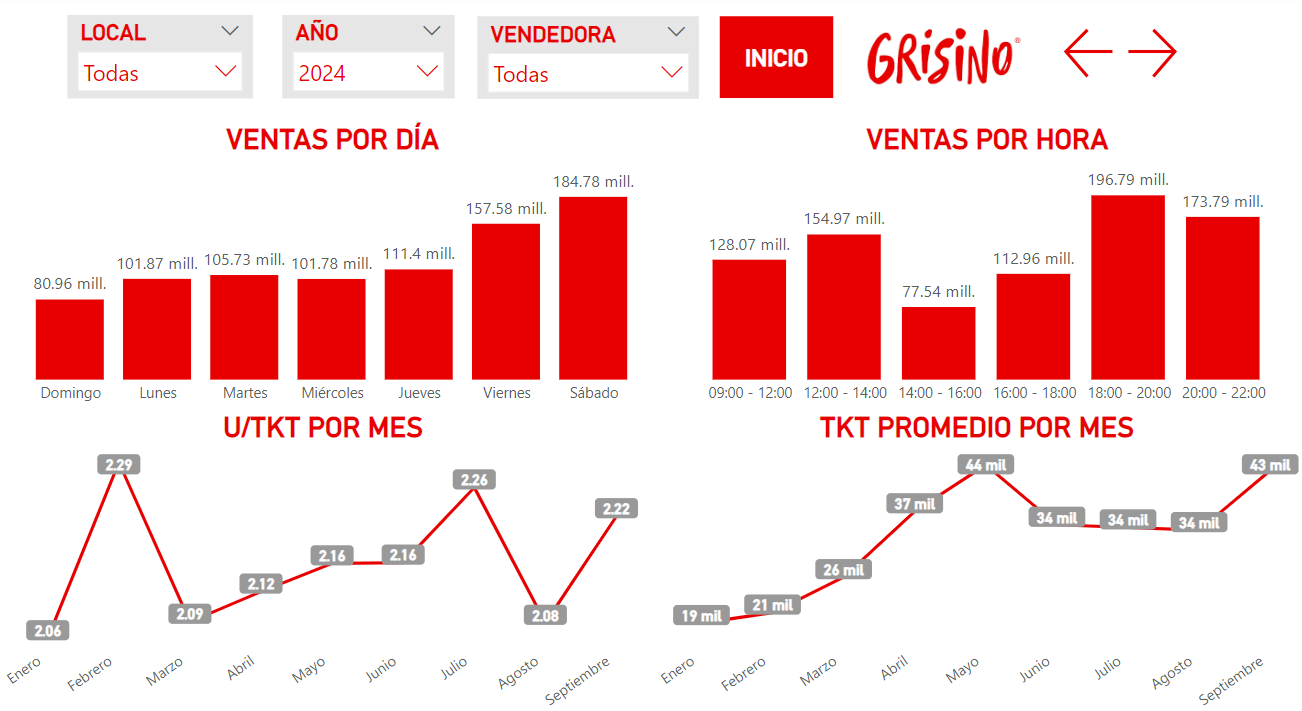 LOCAL
Todas
AÑO
2024
VENDEDORA
Todas
INICIO
GRISINO®
VENTAS POR DÍA
80.96 mill.
101.87 mill.
105.73 mill.
101.78 mill.
111.4 mill.
157.58 mill.
184.78 mill.
Domingo
Lunes
Martes
Miércoles
Jueves
Viernes
Sábado
VENTAS POR HORA
128.07 mill.
154.97 mill.
77.54 mill.
112.96 mill.
196.79 mill.
173.79 mill.
09:00 - 12:00
12:00 - 14:00
14:00 - 16:00
16:00 - 18:00
18:00 - 20:00
20:00 - 22:00
U/TKT POR MES
2.06
2.29
2.09
2.12
2.16
2.16
2.26
2.08
2.22
Enero
Febrero
Marzo
Abril
Mayo
Junio
Julio
Agosto
Septiembre
TKT PROMEDIO POR MES
19 mil
21 mil
26 mil
37 mil
44 mil
34 mil
34 mil
34 mil
43 mil
Enero
Febrero
Marzo
Abril
Mayo
Junio
Julio
Agosto
Septiembre